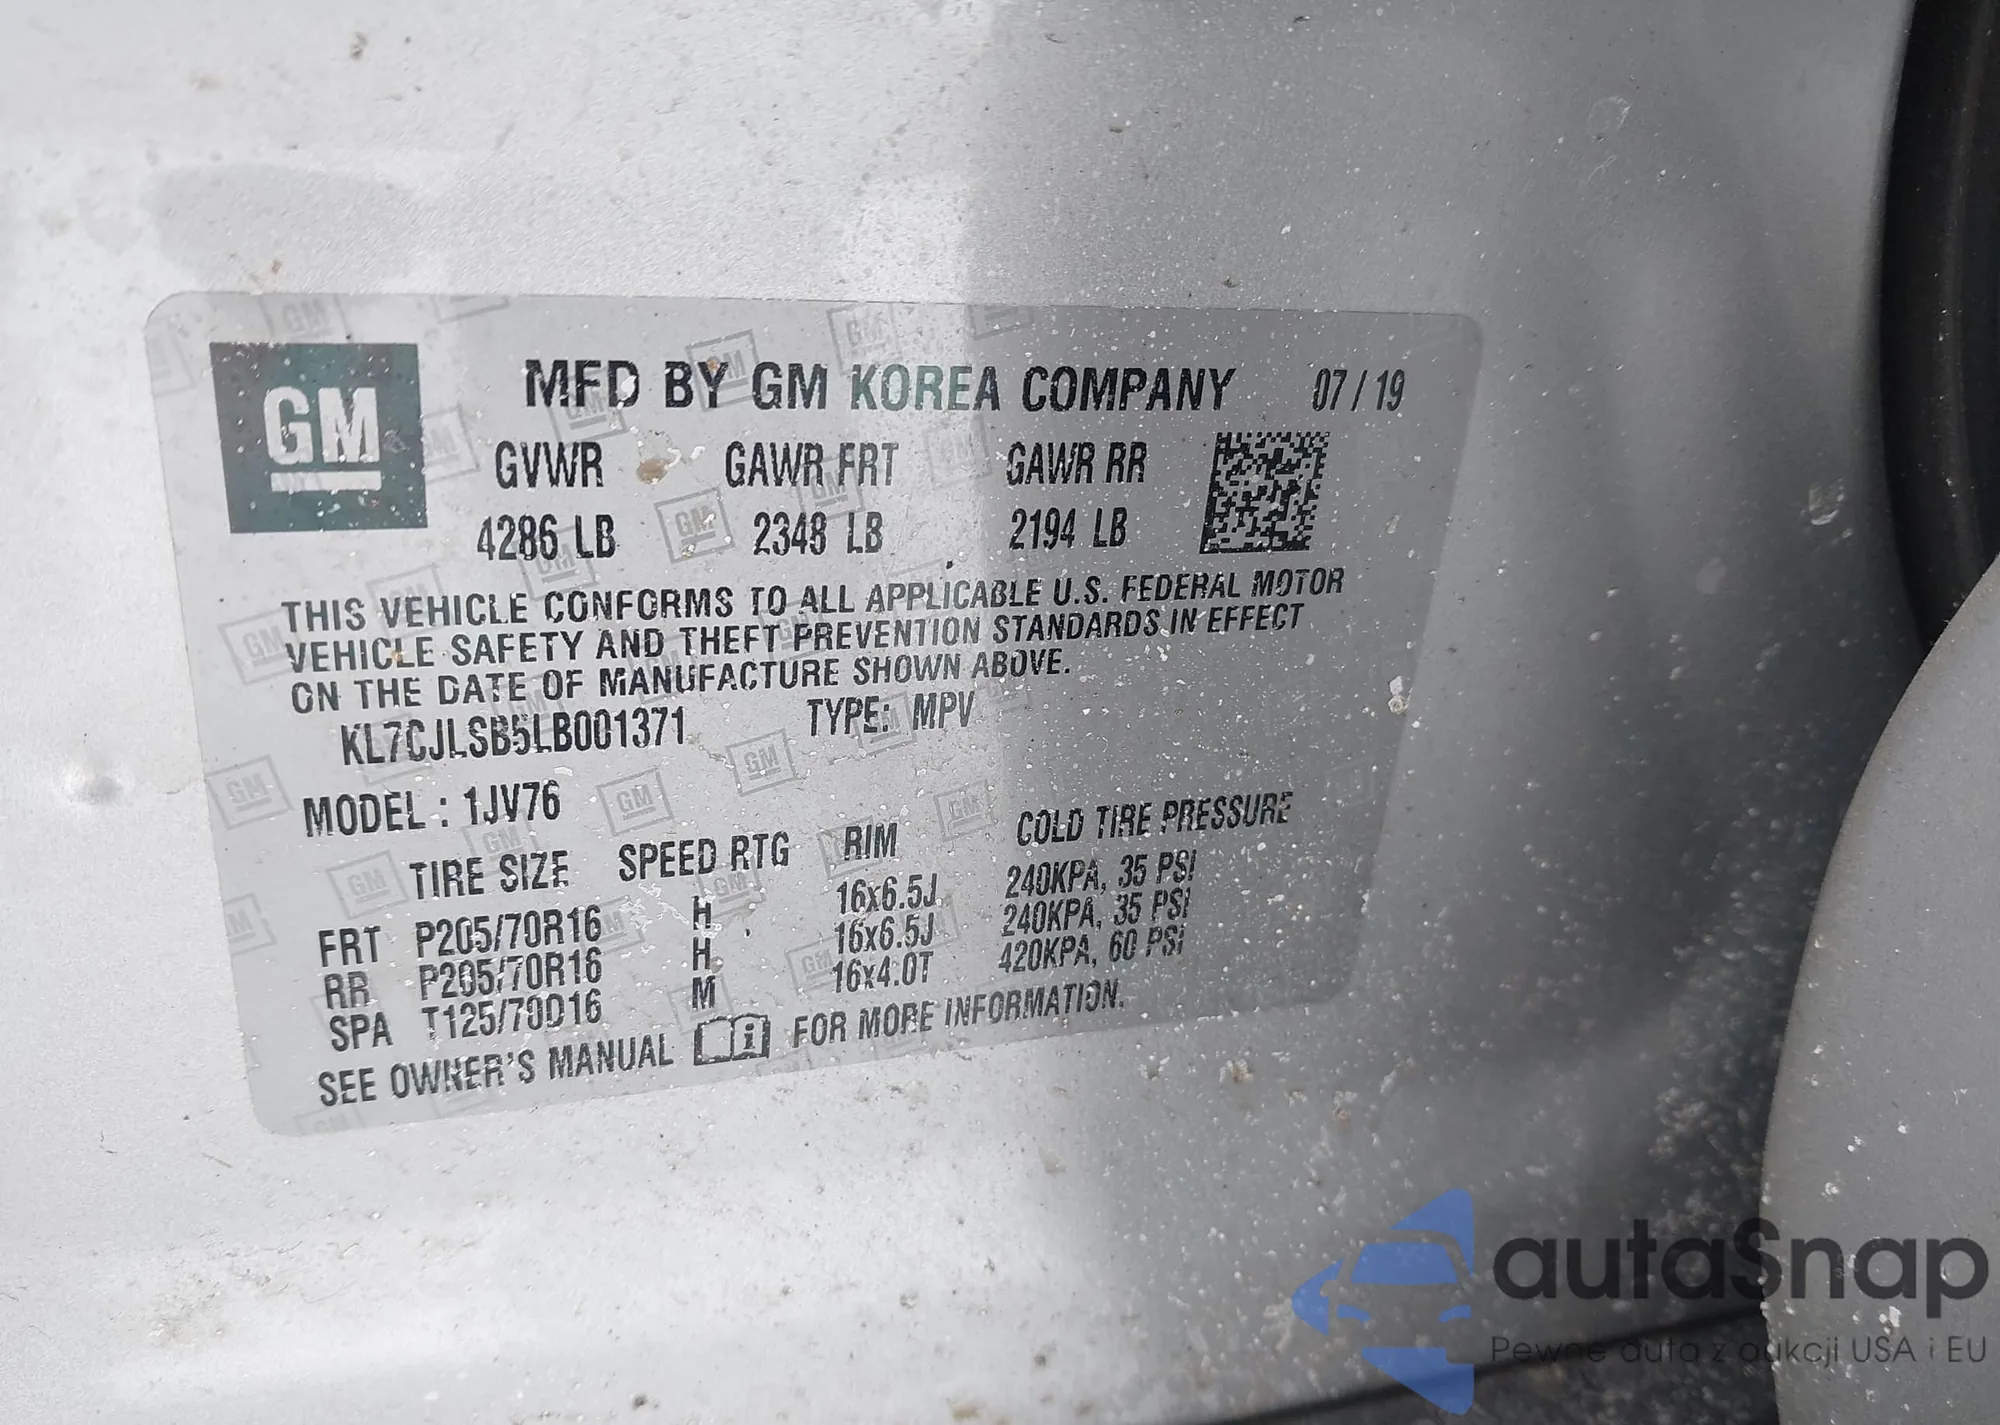 GM
MFD BY GM KOREA COMPANY 07/19
GVWR GAWR FRT GAWR RR
4286 LB 2348 LB 2194 LB
THIS VEHICLE CONFORMS TO ALL APPLICABLE U.S. FEDERAL MOTOR
VEHICLE SAFETY AND THEFT PREVENTION STANDARDS IN EFFECT
ON THE DATE OF MANUFACTURE SHOWN ABOVE.
KL7CJLSB5LB001371 TYPE: MPV
MODEL : 1JV76
TIRE SIZE SPEED RTG RIM COLD TIRE PRESSURE
FRT P205/70R16 H 16x6.5J 240KPA, 35 PSI
RR P205/70R16 H 16x6.5J 240KPA, 35 PSI
SPA T125/70D16 M 16x4.0T 420KPA, 60 PSI
SEE OWNER'S MANUAL FOR MORE INFORMATION.
autaSnap
Pewne auta z aukcji USA i EU